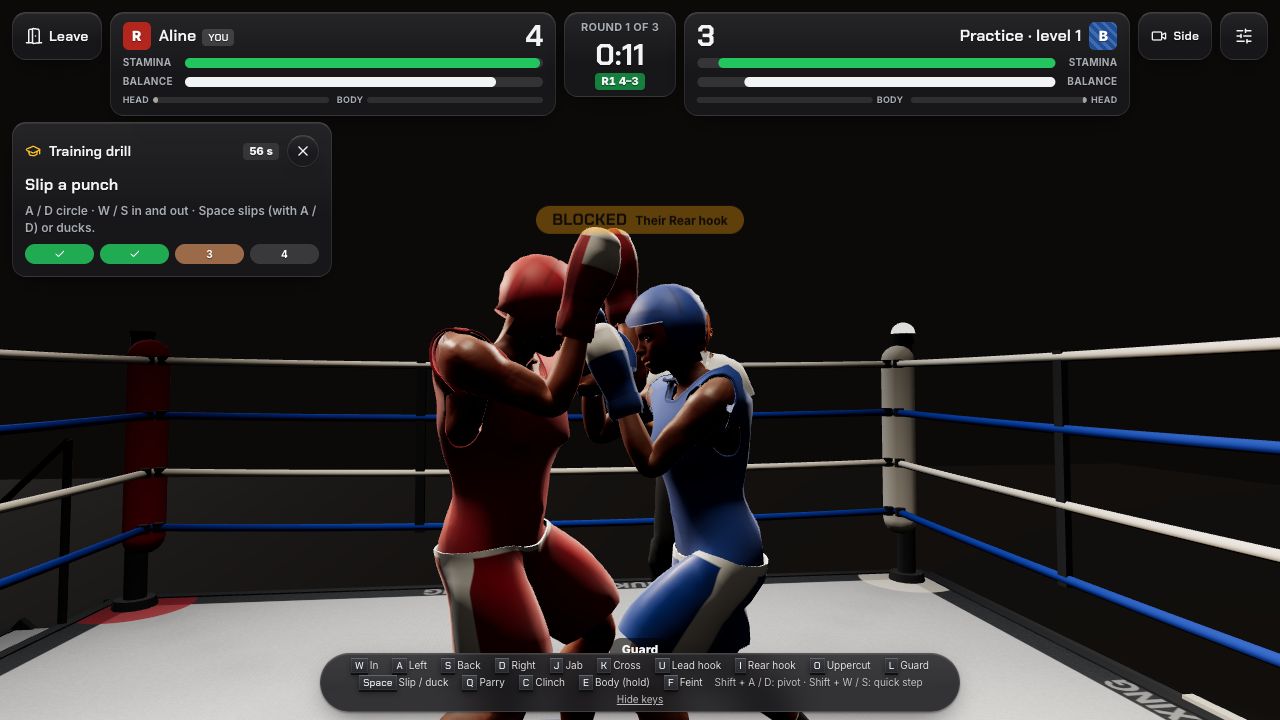 Leave
R Aline YOU 4
STAMINA
BALANCE
HEAD BODY
ROUND 1 OF 3
0:11
R1 4–3
3 Practice · level 1 B
STAMINA
BALANCE
BODY HEAD
Side
Training drill 56 s
Slip a punch
A / D circle · W / S in and out · Space slips (with A /
D) or ducks.
3 4
BLOCKED Their Rear hook
Guard
W In A Left S Back D Right J Jab K Cross U Lead hook I Rear hook O Uppercut L Guard
Space Slip / duck Q Parry C Clinch E Body (hold) F Feint Shift + A / D: pivot · Shift + W / S: quick step
Hide keys